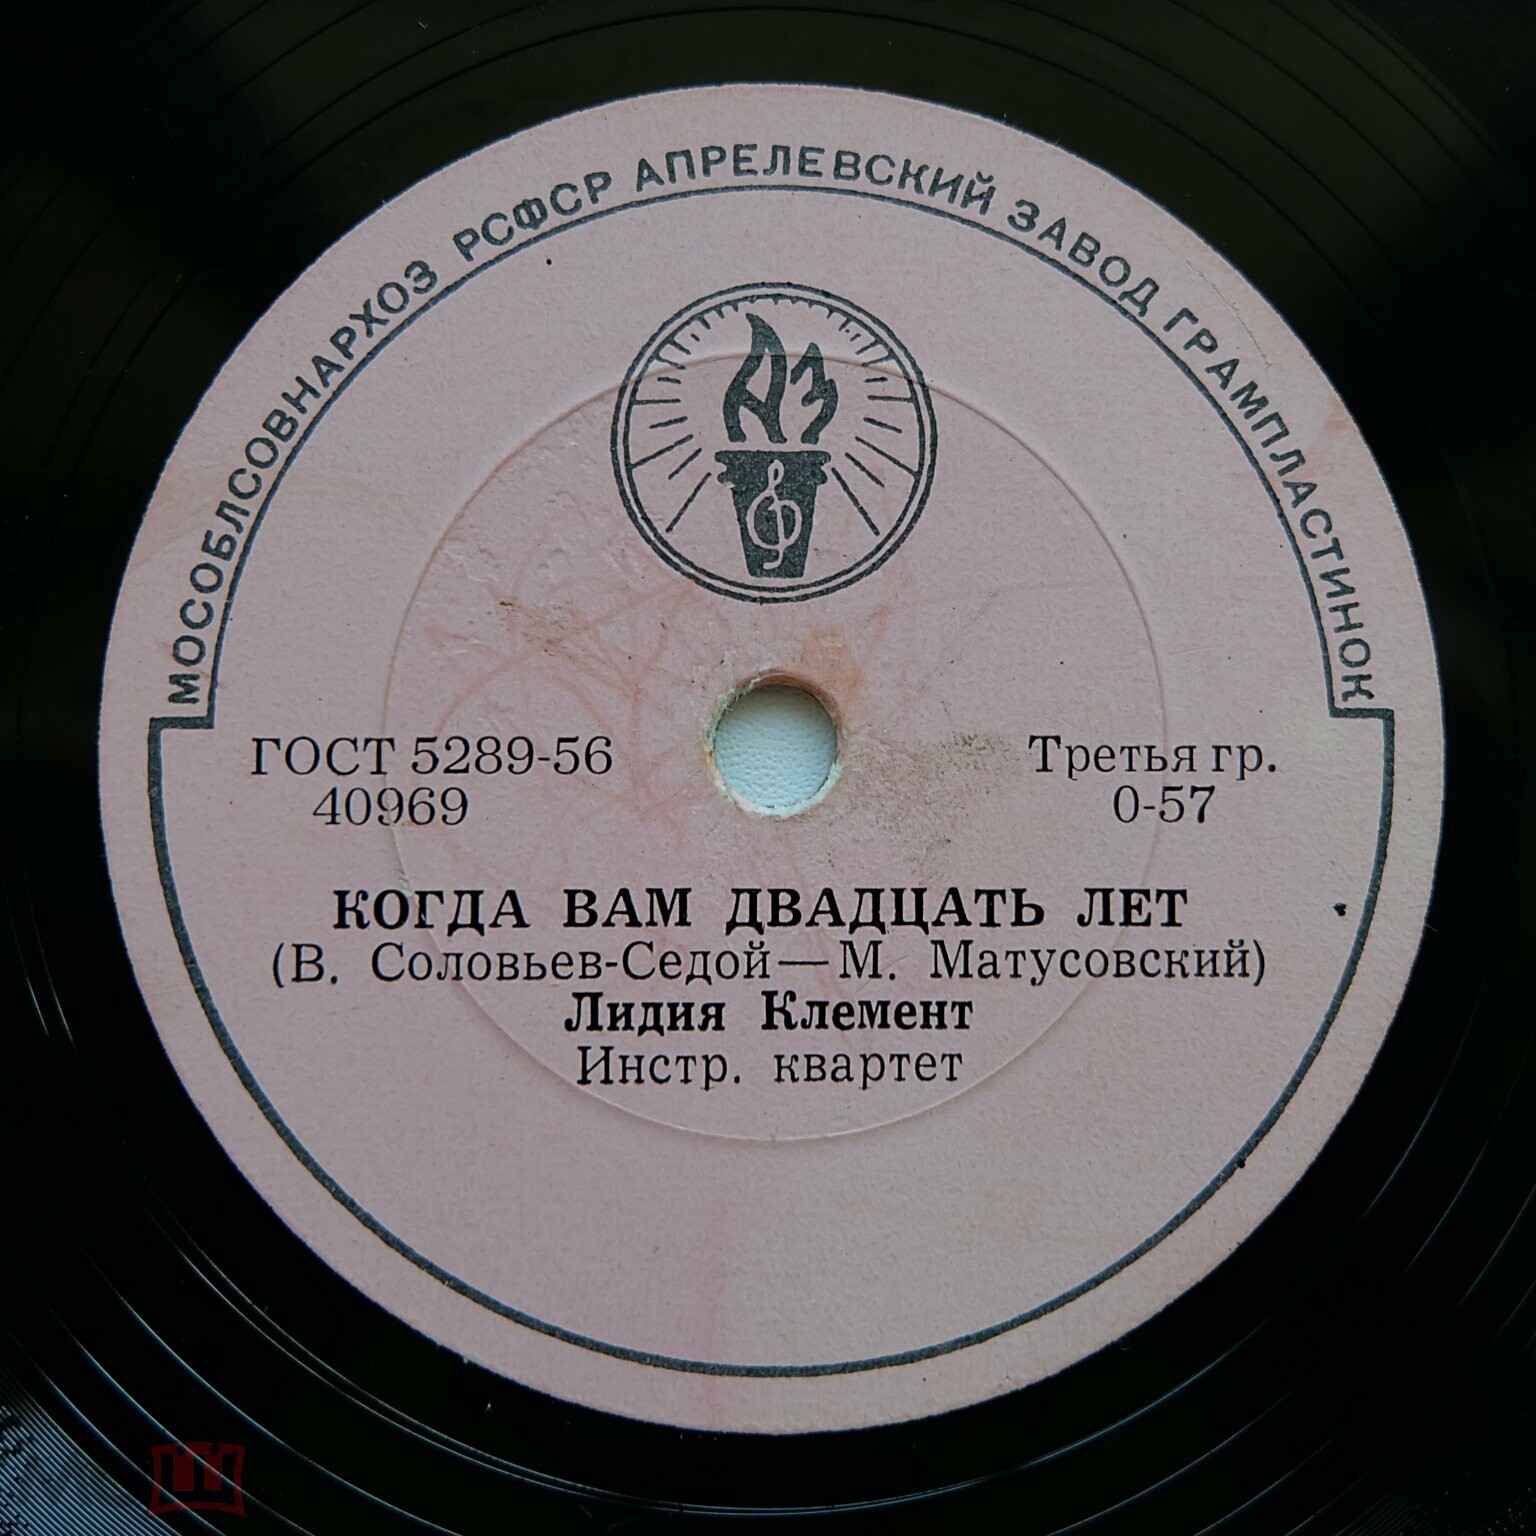 МОСОБЛСОВНАРХОЗ РСФСР АПРЕЛЕВСКИЙ ЗАВОД ГРАМПЛАСТИНОК
АЗ
ГОСТ 5289-56
40969
Третья гр.
0-57
КОГДА ВАМ ДВАДЦАТЬ ЛЕТ
(В. Соловьев-Седой—М. Матусовский)
Лидия Клемент
Инстр. квартет